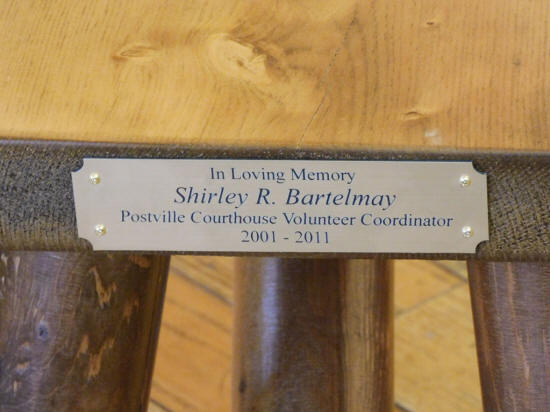 In Loving Memory
Shirley R. Bartelmay
Postville Courthouse Volunteer Coordinator
2001 - 2011